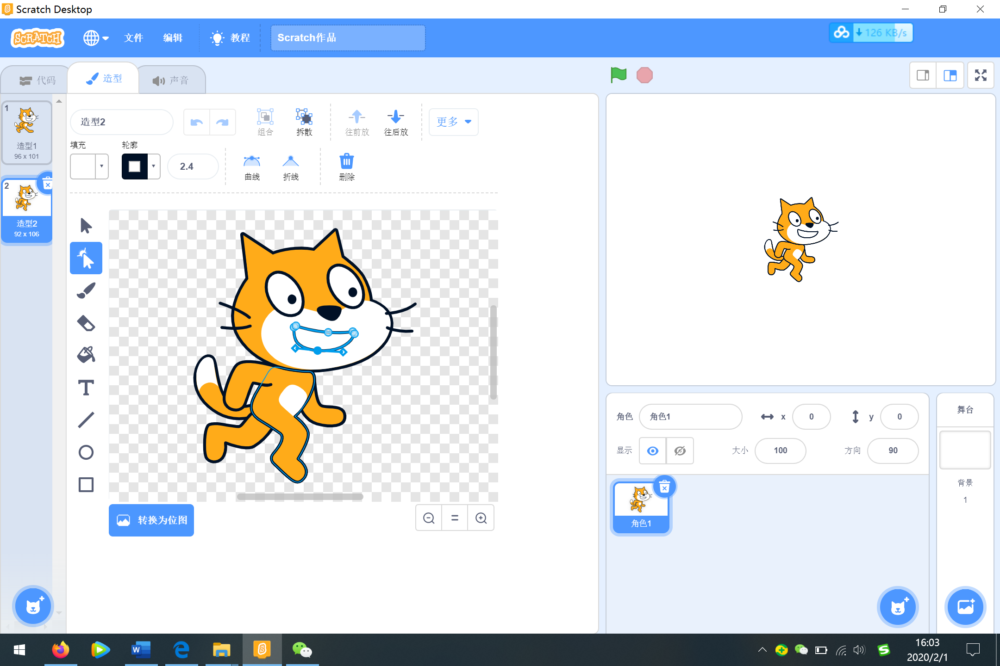 Scratch Desktop
SCRATCH
文件
编辑
教程
Scratch作品
126 KB/s
代码
造型
声音
1
造型1
96 x 101
2
造型2
92 x 106
造型2
组合
拆散
往前放
往后放
更多
填充
轮廓
2.4
曲线
折线
删除
转换为位图
角色
角色1
x
0
y
0
显示
大小
100
方向
90
角色1
舞台
背景
1
16:03
2020/2/1